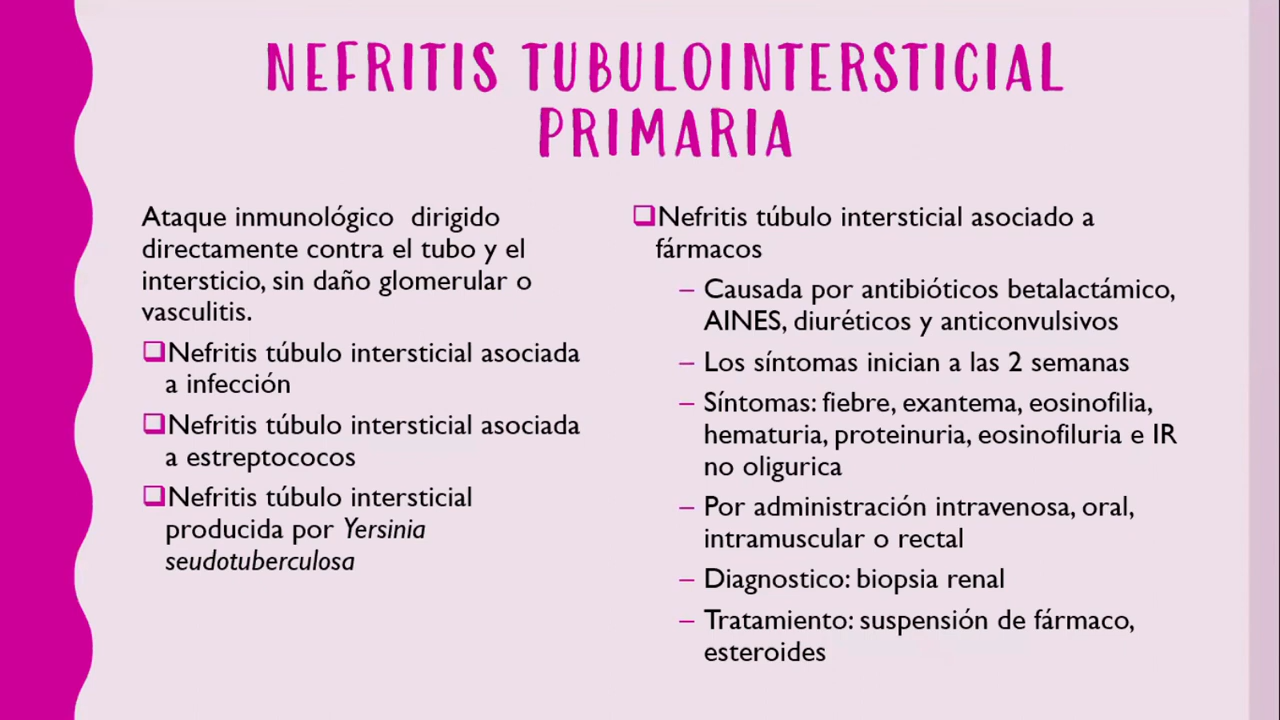 NEFRITIS TUBULOINTERSTICIAL
PRIMARIA
Ataque inmunológico dirigido
directamente contra el tubo y el
intersticio, sin daño glomerular o
vasculitis.
❑Nefritis túbulo intersticial asociada
a infección
❑Nefritis túbulo intersticial asociada
a estreptococos
❑Nefritis túbulo intersticial
producida por Yersinia
seudotuberculosa
❑Nefritis túbulo intersticial asociado a
fármacos
– Causada por antibióticos betalactámico,
AINES, diuréticos y anticonvulsivos
– Los síntomas inician a las 2 semanas
– Síntomas: fiebre, exantema, eosinofilia,
hematuria, proteinuria, eosinofiluria e IR
no oligurica
– Por administración intravenosa, oral,
intramuscular o rectal
– Diagnostico: biopsia renal
– Tratamiento: suspensión de fármaco,
esteroides